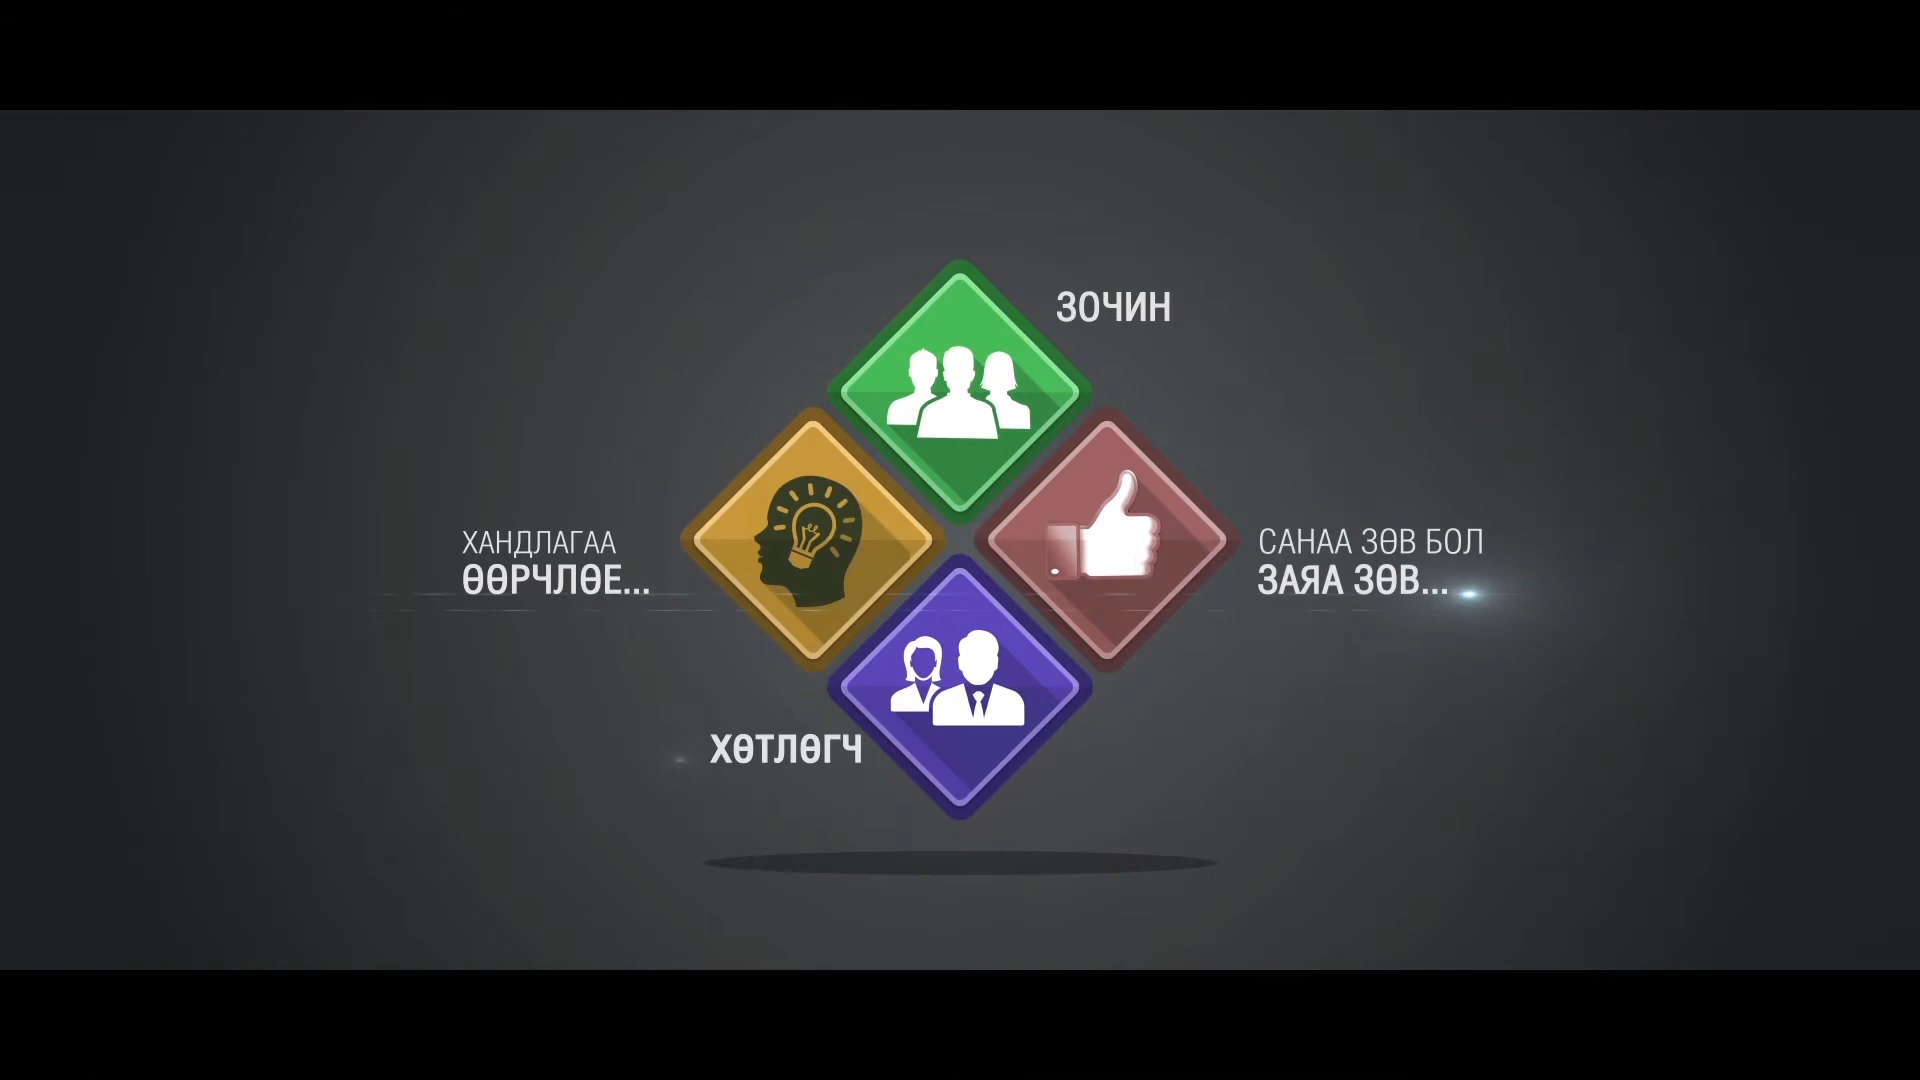 ЗОЧИН
ХАНДЛАГАА
ӨӨРЧЛӨЕ...
САНАА ЗӨВ БОЛ
ЗАЯА ЗӨВ...
ХӨТЛӨГЧ